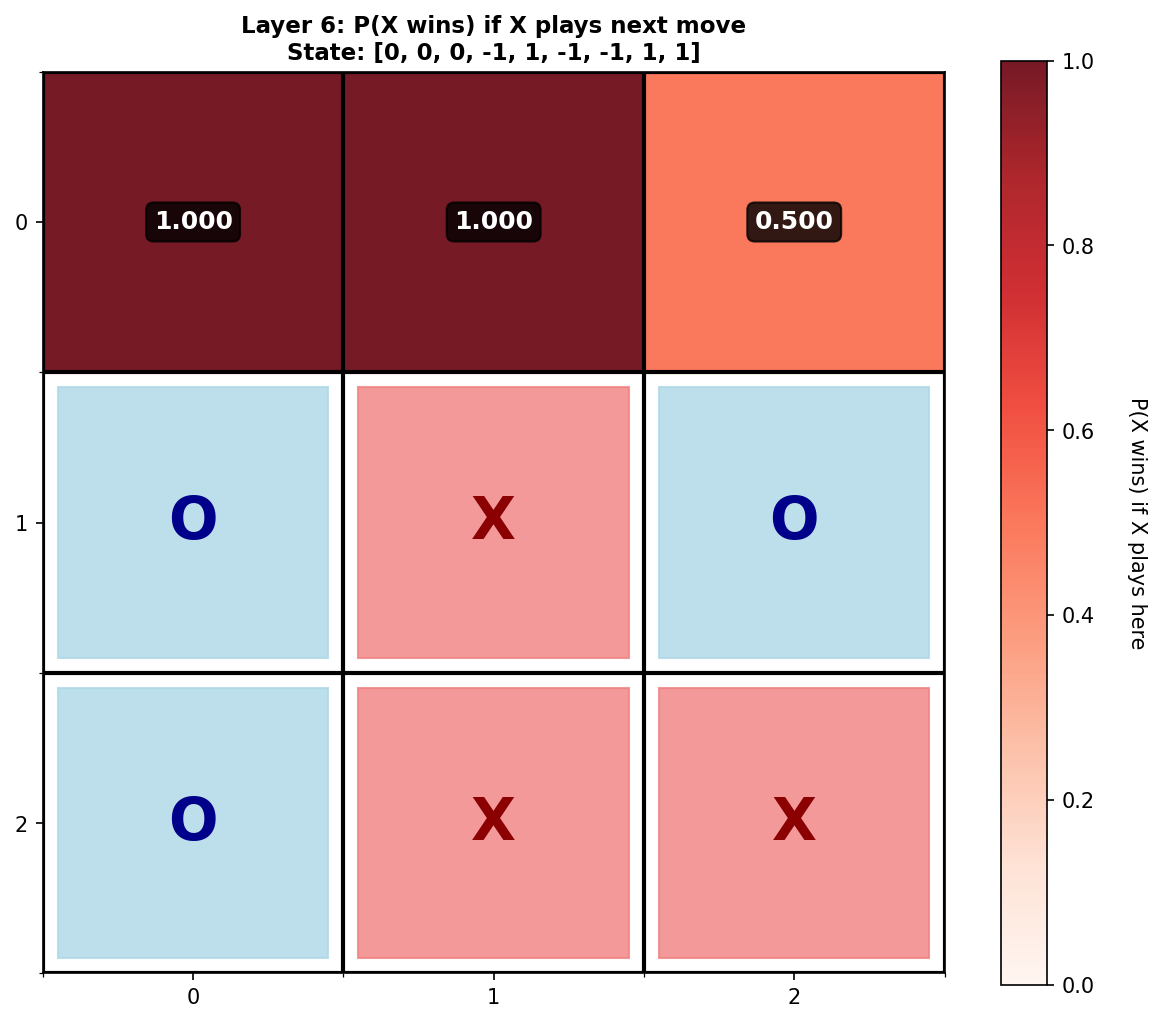 Layer 6: P(X wins) if X plays next move
State: [0, 0, 0, -1, 1, -1, -1, 1, 1]
0
1.000
1.000
0.500
1
O
X
O
2
O
X
X
0
1
2
1.0
0.8
0.6
0.4
0.2
0.0
P(X wins) if X plays here